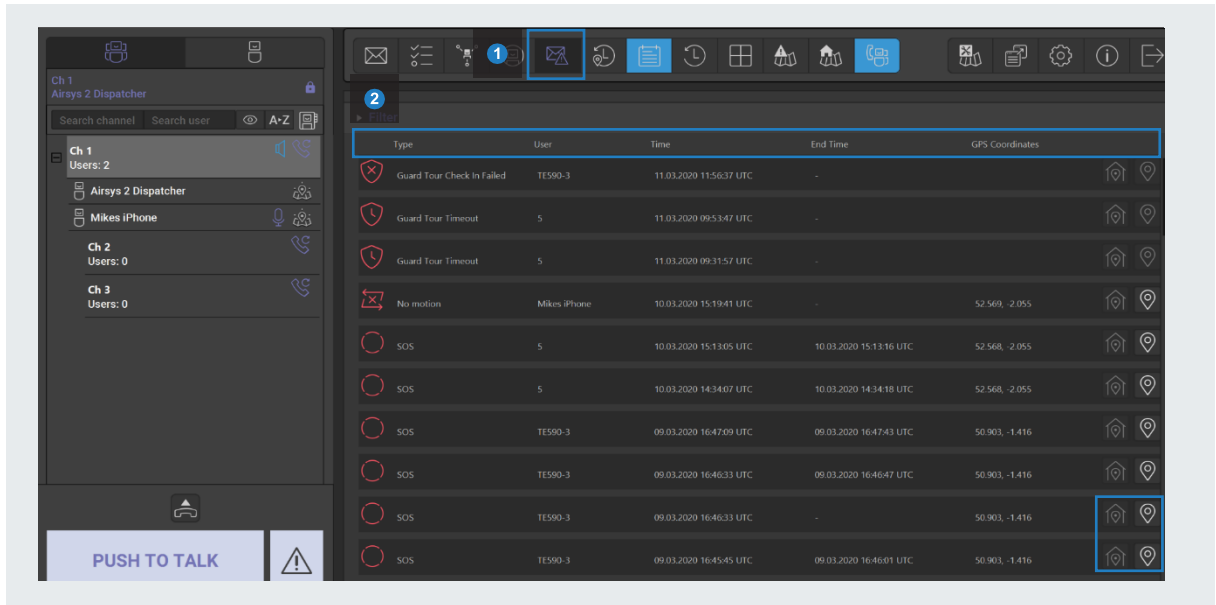 1
Ch 1
Airsys 2 Dispatcher
2
Search channel Search user A▸Z
Filter
Type User Time End Time GPS Coordinates
Ch 1
Users: 2
Guard Tour Check In Failed TE590-3 11.03.2020 11:56:37 UTC -
Airsys 2 Dispatcher
Mikes iPhone
Guard Tour Timeout 5 11.03.2020 09:53:47 UTC -
Ch 2
Users: 0
Guard Tour Timeout 5 11.03.2020 09:31:57 UTC -
Ch 3
Users: 0
No motion Mikes iPhone 10.03.2020 15:19:41 UTC - 52.569, -2.055
SOS 5 10.03.2020 15:13:05 UTC 10.03.2020 15:13:16 UTC 52.568, -2.055
SOS 5 10.03.2020 14:34:07 UTC 10.03.2020 14:34:18 UTC 52.568, -2.055
SOS TE590-3 09.03.2020 16:47:09 UTC 09.03.2020 16:47:43 UTC 50.903, -1.416
SOS TE590-3 09.03.2020 16:46:33 UTC 09.03.2020 16:46:47 UTC 50.903, -1.416
SOS TE590-3 09.03.2020 16:46:33 UTC - 50.903, -1.416
SOS TE590-3 09.03.2020 16:45:45 UTC 09.03.2020 16:46:01 UTC 50.903, -1.416
PUSH TO TALK